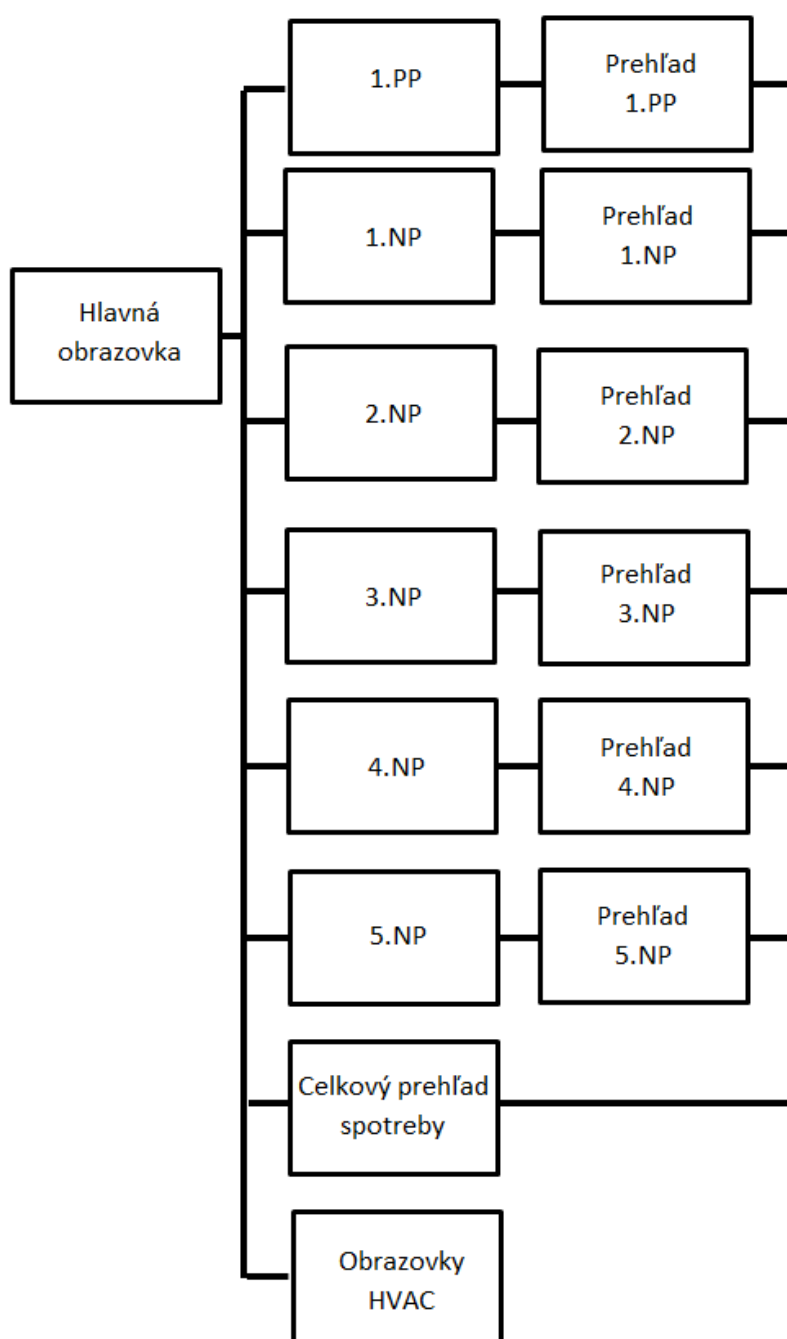 1.PP
Prehľad
1.PP
1.NP
Prehľad
1.NP
Hlavná
obrazovka
2.NP
Prehľad
2.NP
3.NP
Prehľad
3.NP
4.NP
Prehľad
4.NP
5.NP
Prehľad
5.NP
Celkový prehľad
spotreby
Obrazovky
HVAC